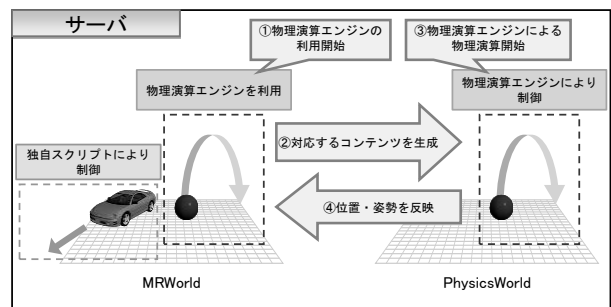 サーバ
①物理演算エンジンの
利用開始
③物理演算エンジンによる
物理演算開始
物理演算エンジンを利用
物理演算エンジンにより
制御
独自スクリプトにより
制御
②対応するコンテンツを生成
④位置・姿勢を反映
MRWorld
PhysicsWorld